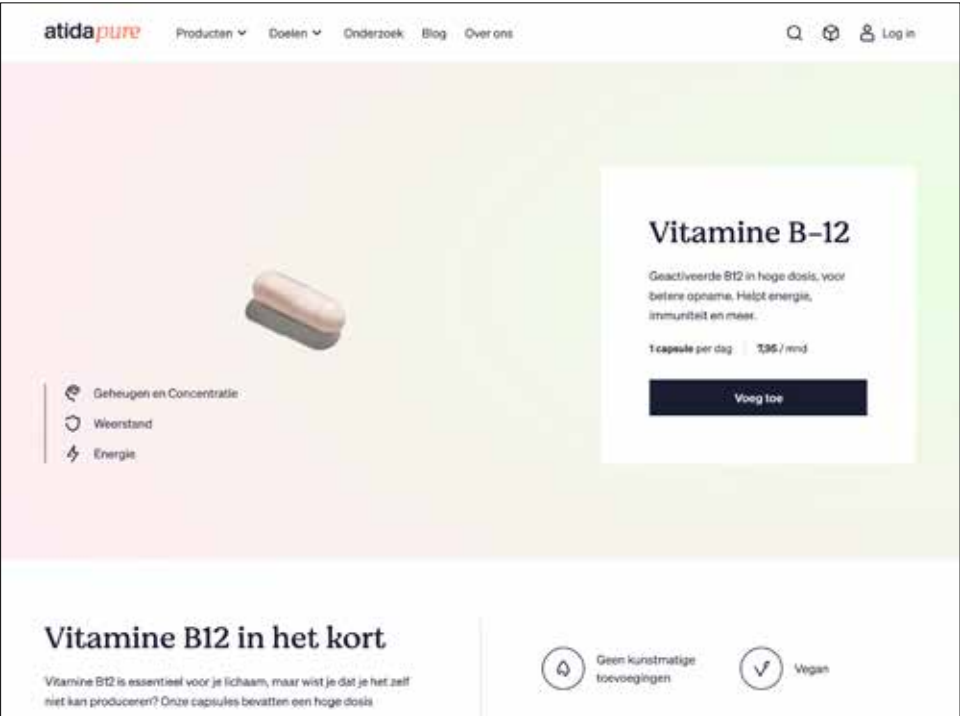 atidapure Producten Doelen Onderzoek Blog Over ons Log in
Vitamine B-12
Geactiveerde B12 in hoge dosis, voor
betere opname. Helpt energie,
immuniteit en meer.
1 capsule per dag 7,95 / mnd
Voeg toe
Geheugen en Concentratie
Weerstand
Energie
Vitamine B12 in het kort
Vitamine B12 is essentieel voor je lichaam, maar wist je dat je het zelf
niet kan produceren? Onze capsules bevatten een hoge dosis
Geen kunstmatige
toevoegingen
Vegan